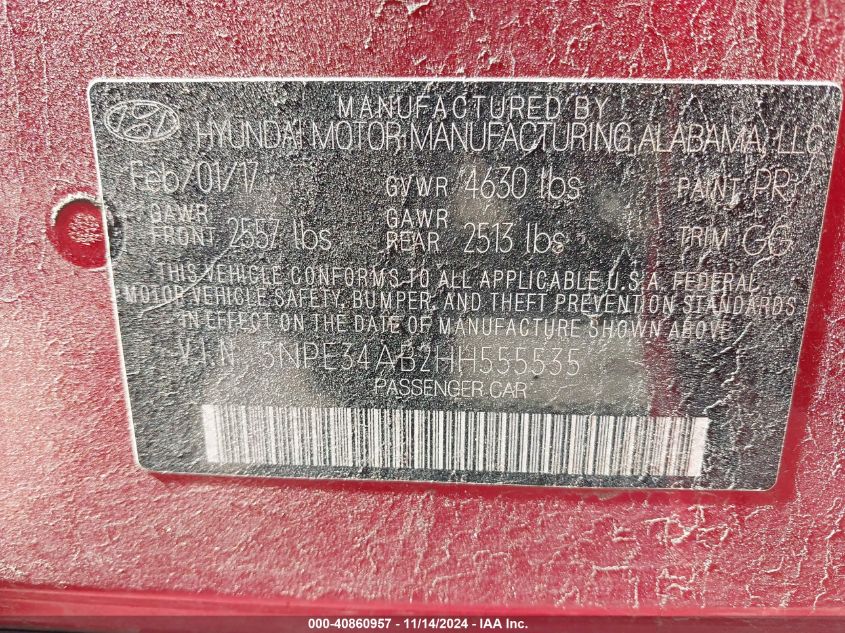 MANUFACTURED BY
HYUNDAI MOTOR MANUFACTURING ALABAMA, LLC
Feb/01/17 GVWR 4630 lbs PAINT PR
GAWR FRONT 2557 lbs GAWR REAR 2513 lbs TRIM GG
THIS VEHICLE CONFORMS TO ALL APPLICABLE U.S.A. FEDERAL
MOTOR VEHICLE SAFETY, BUMPER, AND THEFT PREVENTION STANDARDS
IN EFFECT ON THE DATE OF MANUFACTURE SHOWN ABOVE.
V.I.N. 5NPE34AB2HH555535
PASSENGER CAR
000-40860957 - 11/14/2024 - IAA Inc.